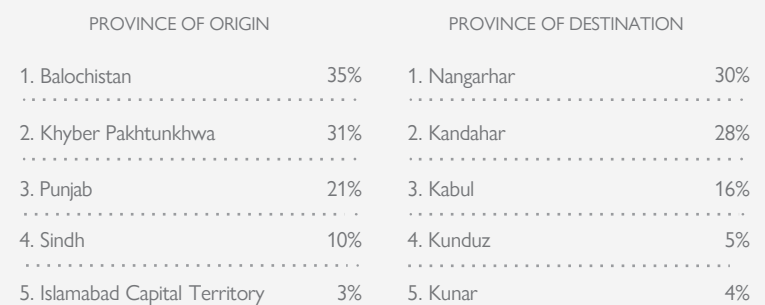 PROVINCE OF ORIGIN
1. Balochistan 35%
2. Khyber Pakhtunkhwa 31%
3. Punjab 21%
4. Sindh 10%
5. Islamabad Capital Territory 3%
PROVINCE OF DESTINATION
1. Nangarhar 30%
2. Kandahar 28%
3. Kabul 16%
4. Kunduz 5%
5. Kunar 4%